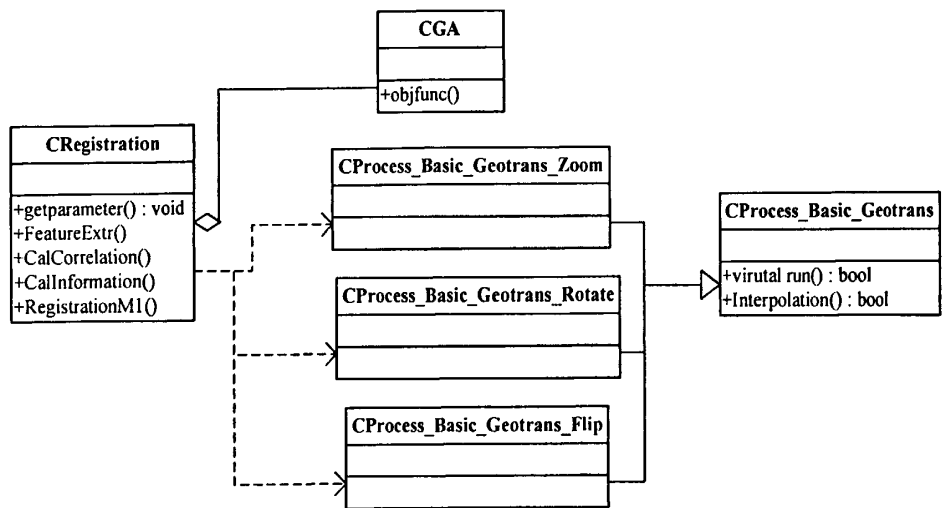 CGA
+objfunc()
CRegistration
+getparameter() : void
+FeatureExtr()
+CalCorrelation()
+CalInformation()
+RegistrationM1()
CProcess_Basic_Geotrans_Zoom
CProcess_Basic_Geotrans_Rotate
CProcess_Basic_Geotrans_Flip
CProcess_Basic_Geotrans
+virutal run() : bool
+Interpolation() : bool